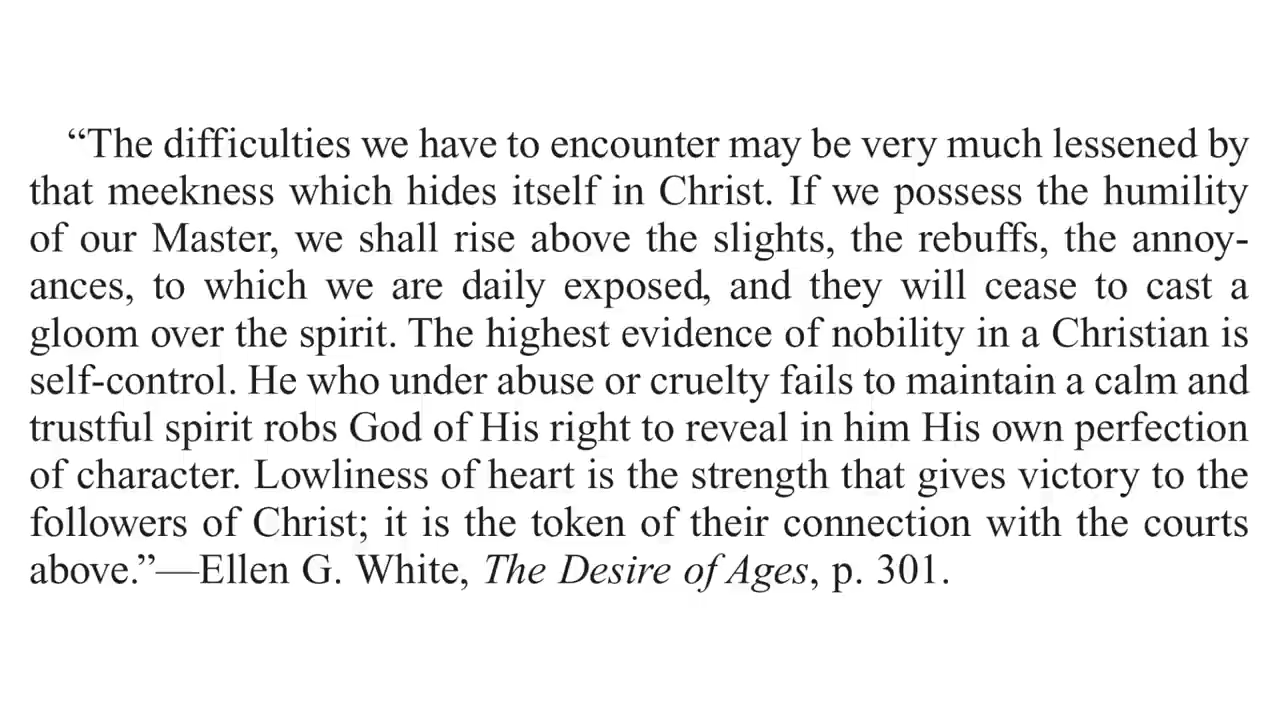 “The difficulties we have to encounter may be very much lessened by
that meekness which hides itself in Christ. If we possess the humility
of our Master, we shall rise above the slights, the rebuffs, the annoy-
ances, to which we are daily exposed, and they will cease to cast a
gloom over the spirit. The highest evidence of nobility in a Christian is
self-control. He who under abuse or cruelty fails to maintain a calm and
trustful spirit robs God of His right to reveal in him His own perfection
of character. Lowliness of heart is the strength that gives victory to the
followers of Christ; it is the token of their connection with the courts
above.”—Ellen G. White, The Desire of Ages, p. 301.